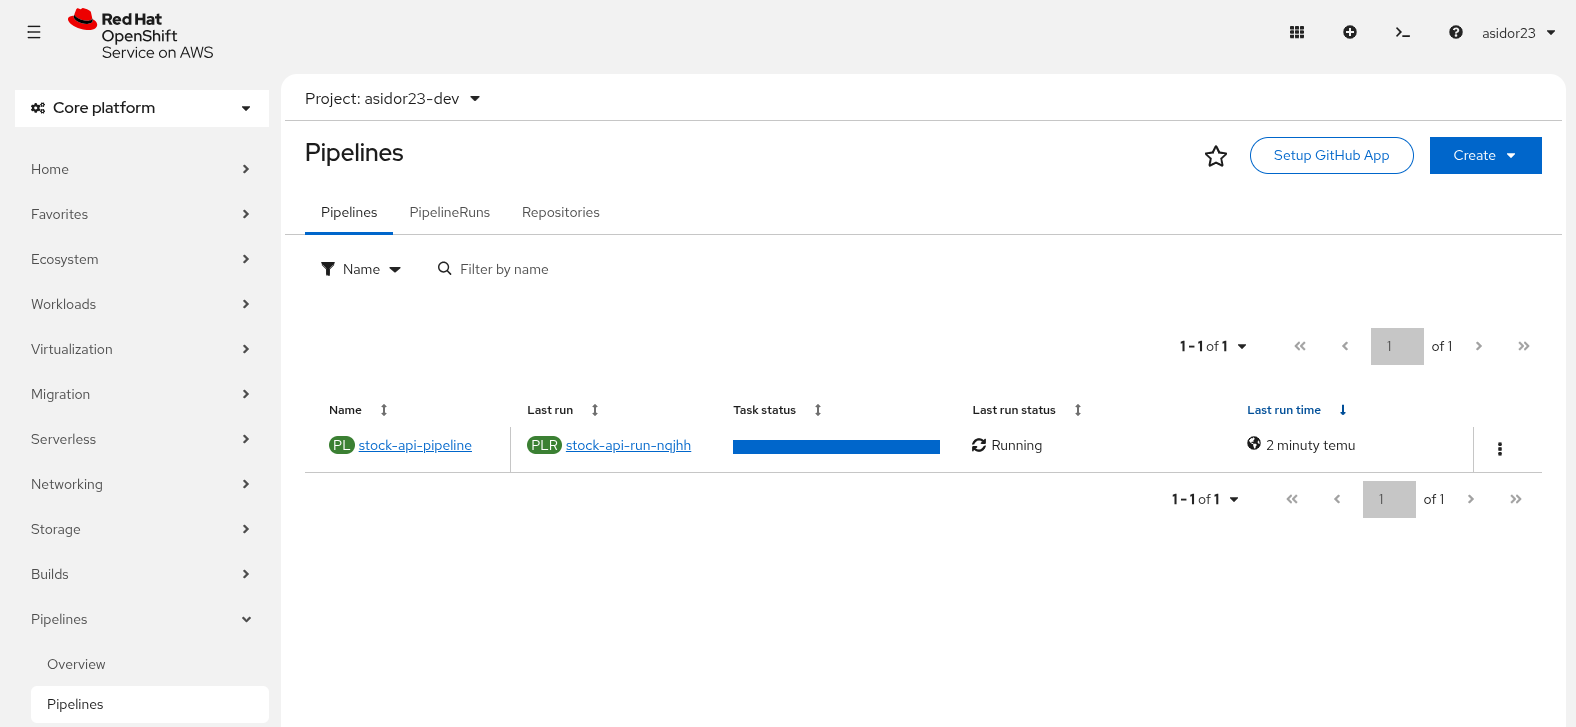 Red Hat
OpenShift
Service on AWS
asidor23
Core platform
Home
Favorites
Ecosystem
Workloads
Virtualization
Migration
Serverless
Networking
Storage
Builds
Pipelines
Overview
Pipelines
Project: asidor23-dev
Pipelines
Setup GitHub App
Create
Pipelines PipelineRuns Repositories
Name Filter by name
1 - 1 of 1 1 of 1
Name Last run Task status Last run status Last run time
PL stock-api-pipeline PLR stock-api-run-nqjhh Running 2 minuty temu
1 - 1 of 1 1 of 1